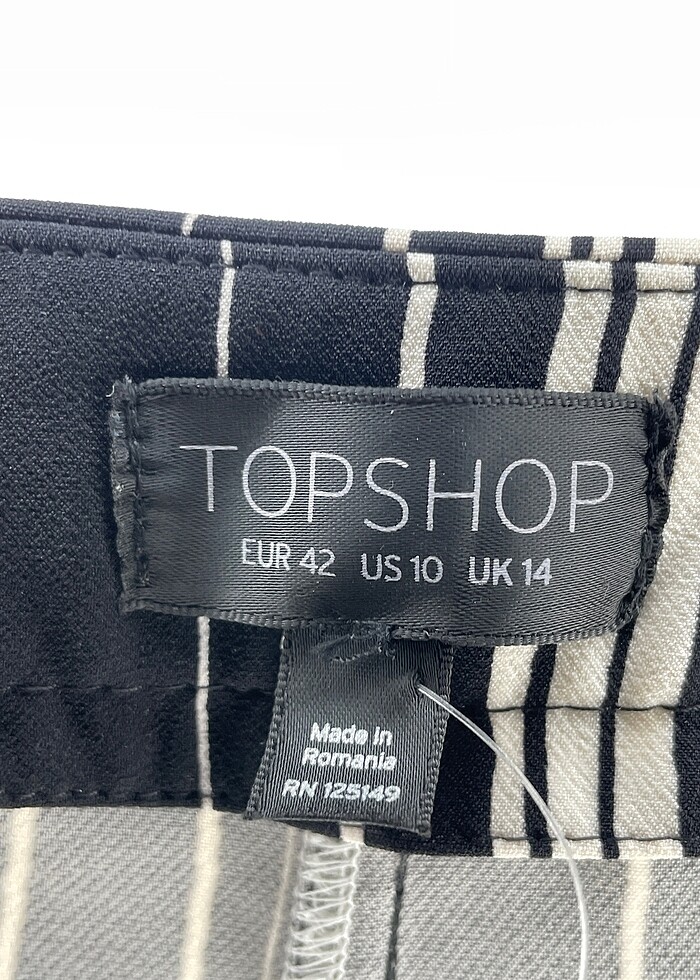 TOPSHOP
EUR 42 US 10 UK 14
Made in
Romania
RN 125149